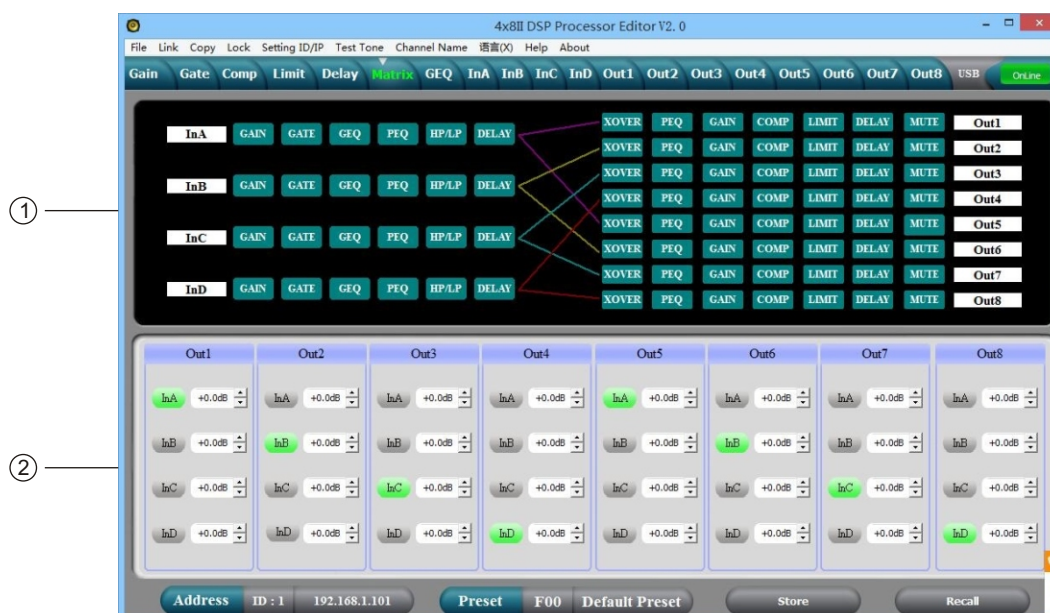 4x8II DSP Processor Editor V2. 0
File Link Copy Lock Setting ID/IP Test Tone Chan nel Name 语言(X) Help About
Gain Gate Comp Limit Delay Matrix GEQ InA InB InC InD Out1 Out2 Out3 Out4 Out5 Out6 Out7 Out8 USB OnLine
XOVER PEQ GAIN COMP LIMIT DELAY MUTE Out1
InA GAIN GATE GEQ PEQ HP/LP DELAY
XOVER PEQ GAIN COMP LIMIT DELAY MUTE Out2
XOVER PEQ GAIN COMP LIMIT DELAY MUTE Out3
InB GAIN GATE GEQ PEQ HP/LP DELAY
XOVER PEQ GAIN COMP LIMIT DELAY MUTE Out4
①
XOVER PEQ GAIN COMP LIMIT DELAY MUTE Out5
InC GAIN GATE GEQ PEQ HP/LP DELAY
XOVER PEQ GAIN COMP LIMIT DELAY MUTE Out6
XOVER PEQ GAIN COMP LIMIT DELAY MUTE Out7
InD GAIN GATE GEQ PEQ HP/LP DELAY
XOVER PEQ GAIN COMP LIMIT DELAY MUTE Out8
Out1 Out2 Out3 Out4 Out5 Out6 Out7 Out8
InA +0.0dB InA +0.0dB InA +0.0dB InA +0.0dB InA +0.0dB InA +0.0dB InA +0.0dB InA +0.0dB
InB +0.0dB InB +0.0dB InB +0.0dB InB +0.0dB InB +0.0dB InB +0.0dB InB +0.0dB InB +0.0dB
②
InC +0.0dB InC +0.0dB InC +0.0dB InC +0.0dB InC +0.0dB InC +0.0dB InC +0.0dB InC +0.0dB
InD +0.0dB InD +0.0dB InD +0.0dB InD +0.0dB InD +0.0dB InD +0.0dB InD +0.0dB InD +0.0dB
Address ID : 1 192.168.1.101 Preset F00 Default Preset Store Recall